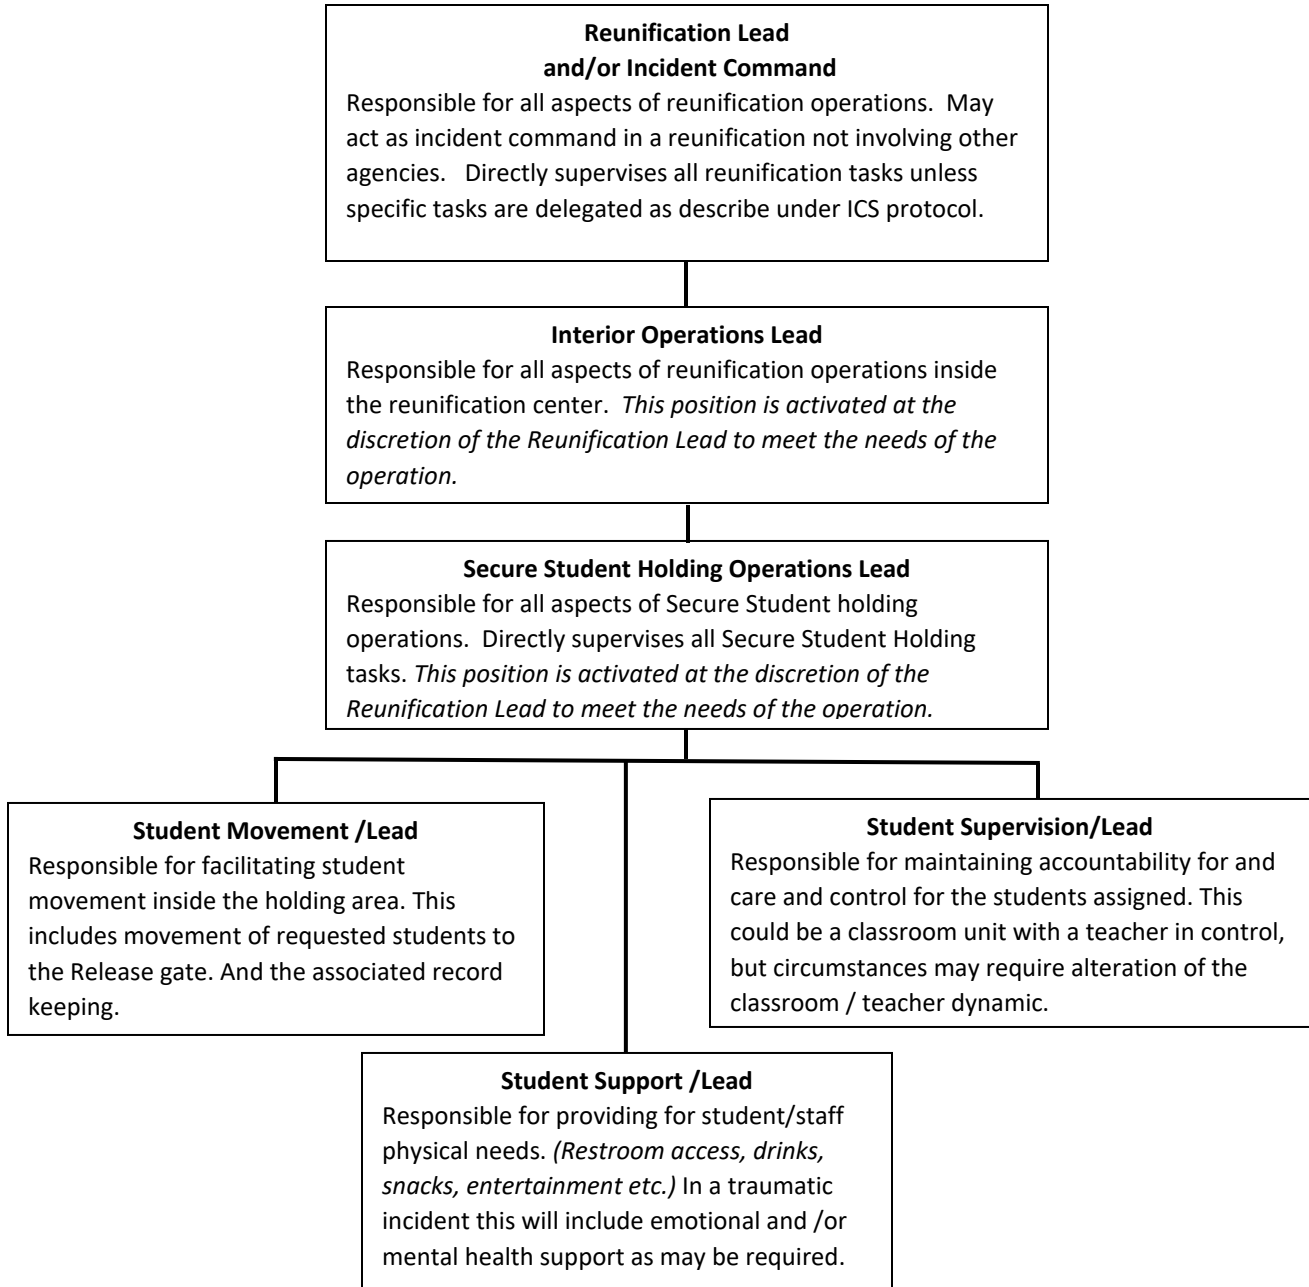 Reunification Lead
and/or Incident Command
Responsible for all aspects of reunification operations.  May
act as incident command in a reunification not involving other
agencies.   Directly supervises all reunification tasks unless
specific tasks are delegated as describe under ICS protocol.
Interior Operations Lead
Responsible for all aspects of reunification operations inside
the reunification center.  This position is activated at the
discretion of the Reunification Lead to meet the needs of the
operation.
Secure Student Holding Operations Lead
Responsible for all aspects of Secure Student holding
operations.  Directly supervises all Secure Student Holding
tasks. This position is activated at the discretion of the
Reunification Lead to meet the needs of the operation.
Student Movement /Lead
Responsible for facilitating student
movement inside the holding area. This
includes movement of requested students to
the Release gate. And the associated record
keeping.
Student Supervision/Lead
Responsible for maintaining accountability for and
care and control for the students assigned. This
could be a classroom unit with a teacher in control,
but circumstances may require alteration of the
classroom / teacher dynamic.
Student Support /Lead
Responsible for providing for student/staff
physical needs. (Restroom access, drinks,
snacks, entertainment etc.) In a traumatic
incident this will include emotional and /or
mental health support as may be required.